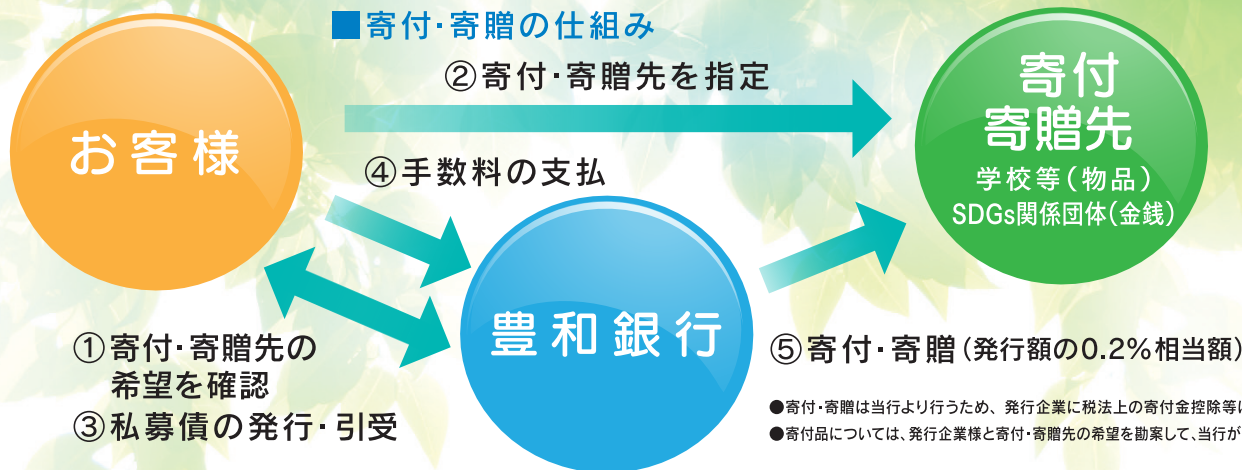 ■寄付・寄贈の仕組み
②寄付・寄贈先を指定
お客様
寄付
寄贈先
学校等(物品)
SDGs関係団体(金銭)
④手数料の支払
豊和銀行
①寄付・寄贈先の
希望を確認
③私募債の発行・引受
⑤寄付・寄贈(発行額の0.2%相当額)
●寄付・寄贈は当行より行うため、発行企業に税法上の寄付金控除等
●寄付品については、発行企業様と寄付・寄贈先の希望を勘案して、当行が